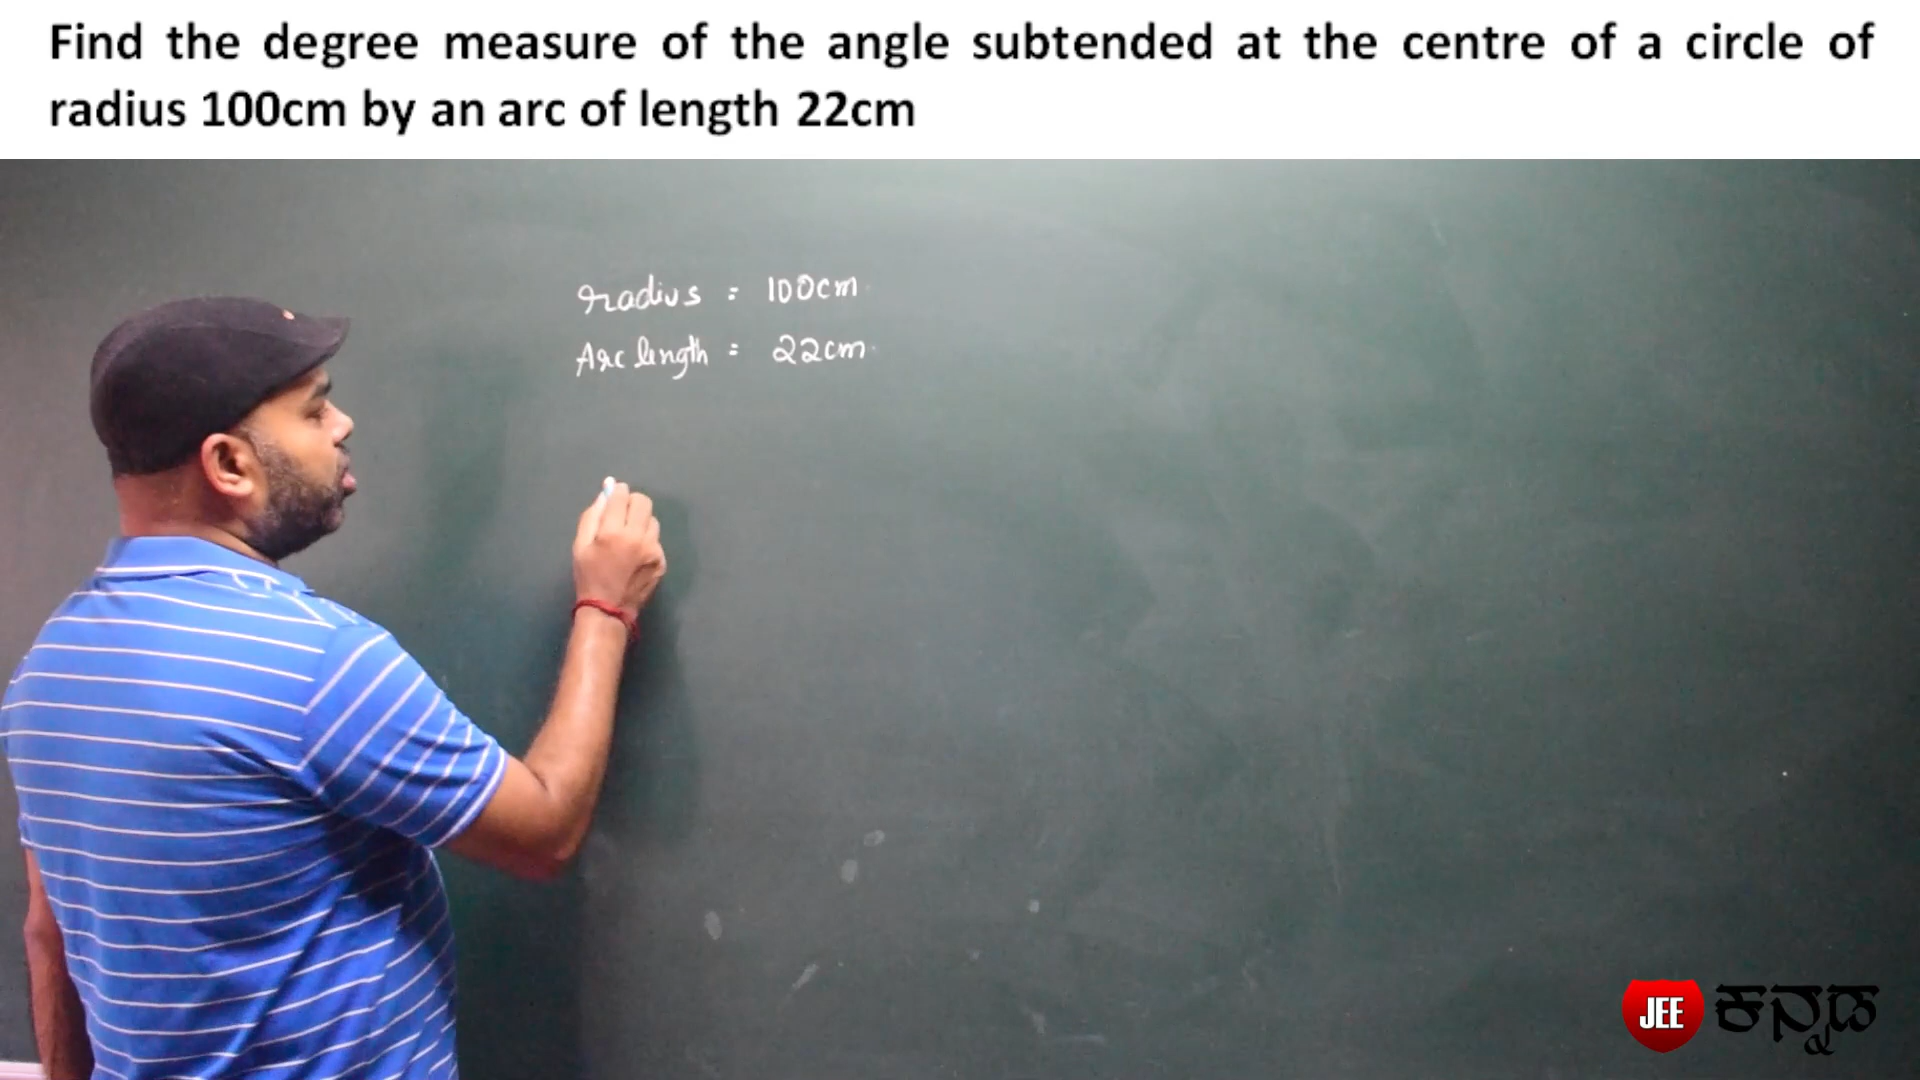 Find the degree measure of the angle subtended at the centre of a circle of
radius 100cm by an arc of length 22cm
radius = 100cm
Arc length = 22cm
JEE ಕನ್ನಡ